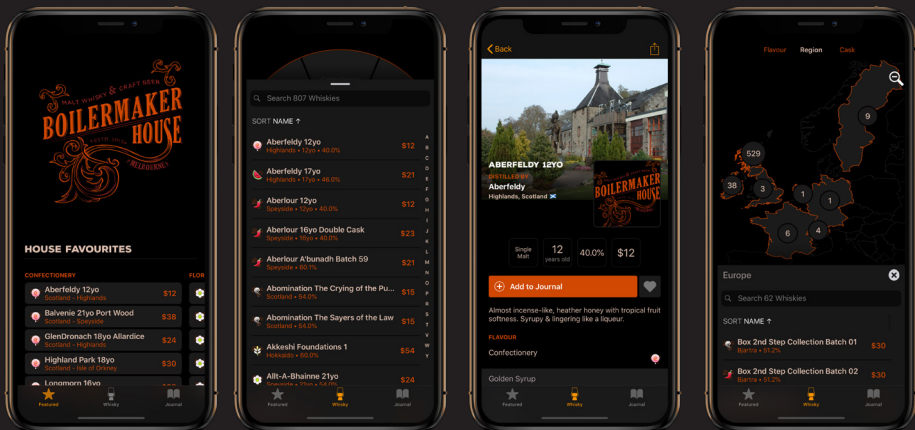 MALT WHISKY & CRAFT BEER
BOILERMAKER
HOUSE
MELBOURNE
HOUSE FAVOURITES
CONFECTIONERY
FLOR
Aberfeldy 12yo
Scotland - Highlands
$12
Balvenie 21yo Port Wood
Scotland - Speyside
$38
GlenDronach 18yo Allardice
Scotland - Highlands
$24
Highland Park 18yo
Scotland - Isle of Orkney
$30
Longmorn 16yo
Featured
Whisky
Journal
Search 807 Whiskies
SORT NAME ↑
Aberfeldy 12yo
Highlands • 12yo • 40.0%
$12
Aberfeldy 17yo
Highlands • 17yo • 46.0%
$21
Aberlour 12yo
Speyside • 12yo • 40.0%
$12
Aberlour 16yo Double Cask
Speyside • 16yo • 40.0%
$23
Aberlour A'bunadh Batch 59
Speyside • 60.1%
$21
Abomination The Crying of the Pu...
Scotland • 54.0%
$15
Abomination The Sayers of the Law
Scotland • 54.0%
$15
Akkeshi Foundations 1
Hokkaido • 60.0%
$54
Allt-A-Bhainne 21yo
Speyside • 21yo • 54.0%
$24
A
B
C
D
E
F
G
H
I
J
K
L
M
N
O
P
R
S
T
V
W
Y
Featured
Whisky
Journal
Back
ABERFELDY 12YO
DISTILLED BY
Aberfeldy
Highlands, Scotland
BOILERMAKER
HOUSE
Single
Malt
12
years old
40.0%
$12
Add to Journal
Almost incense-like, heather honey with tropical fruit
softness. Syrupy & lingering like a liqueur.
FLAVOUR
Confectionery
Golden Syrup
Featured
Whisky
Journal
Flavour
Region
Cask
9
529
38
3
1
1
6
4
Europe
Search 62 Whiskies
SORT NAME ↑
Box 2nd Step Collection Batch 01
Bjartra • 51.2%
$30
Box 2nd Step Collection Batch 02
Bjartra • 51.2%
$30
Featured
Whisky
Journal